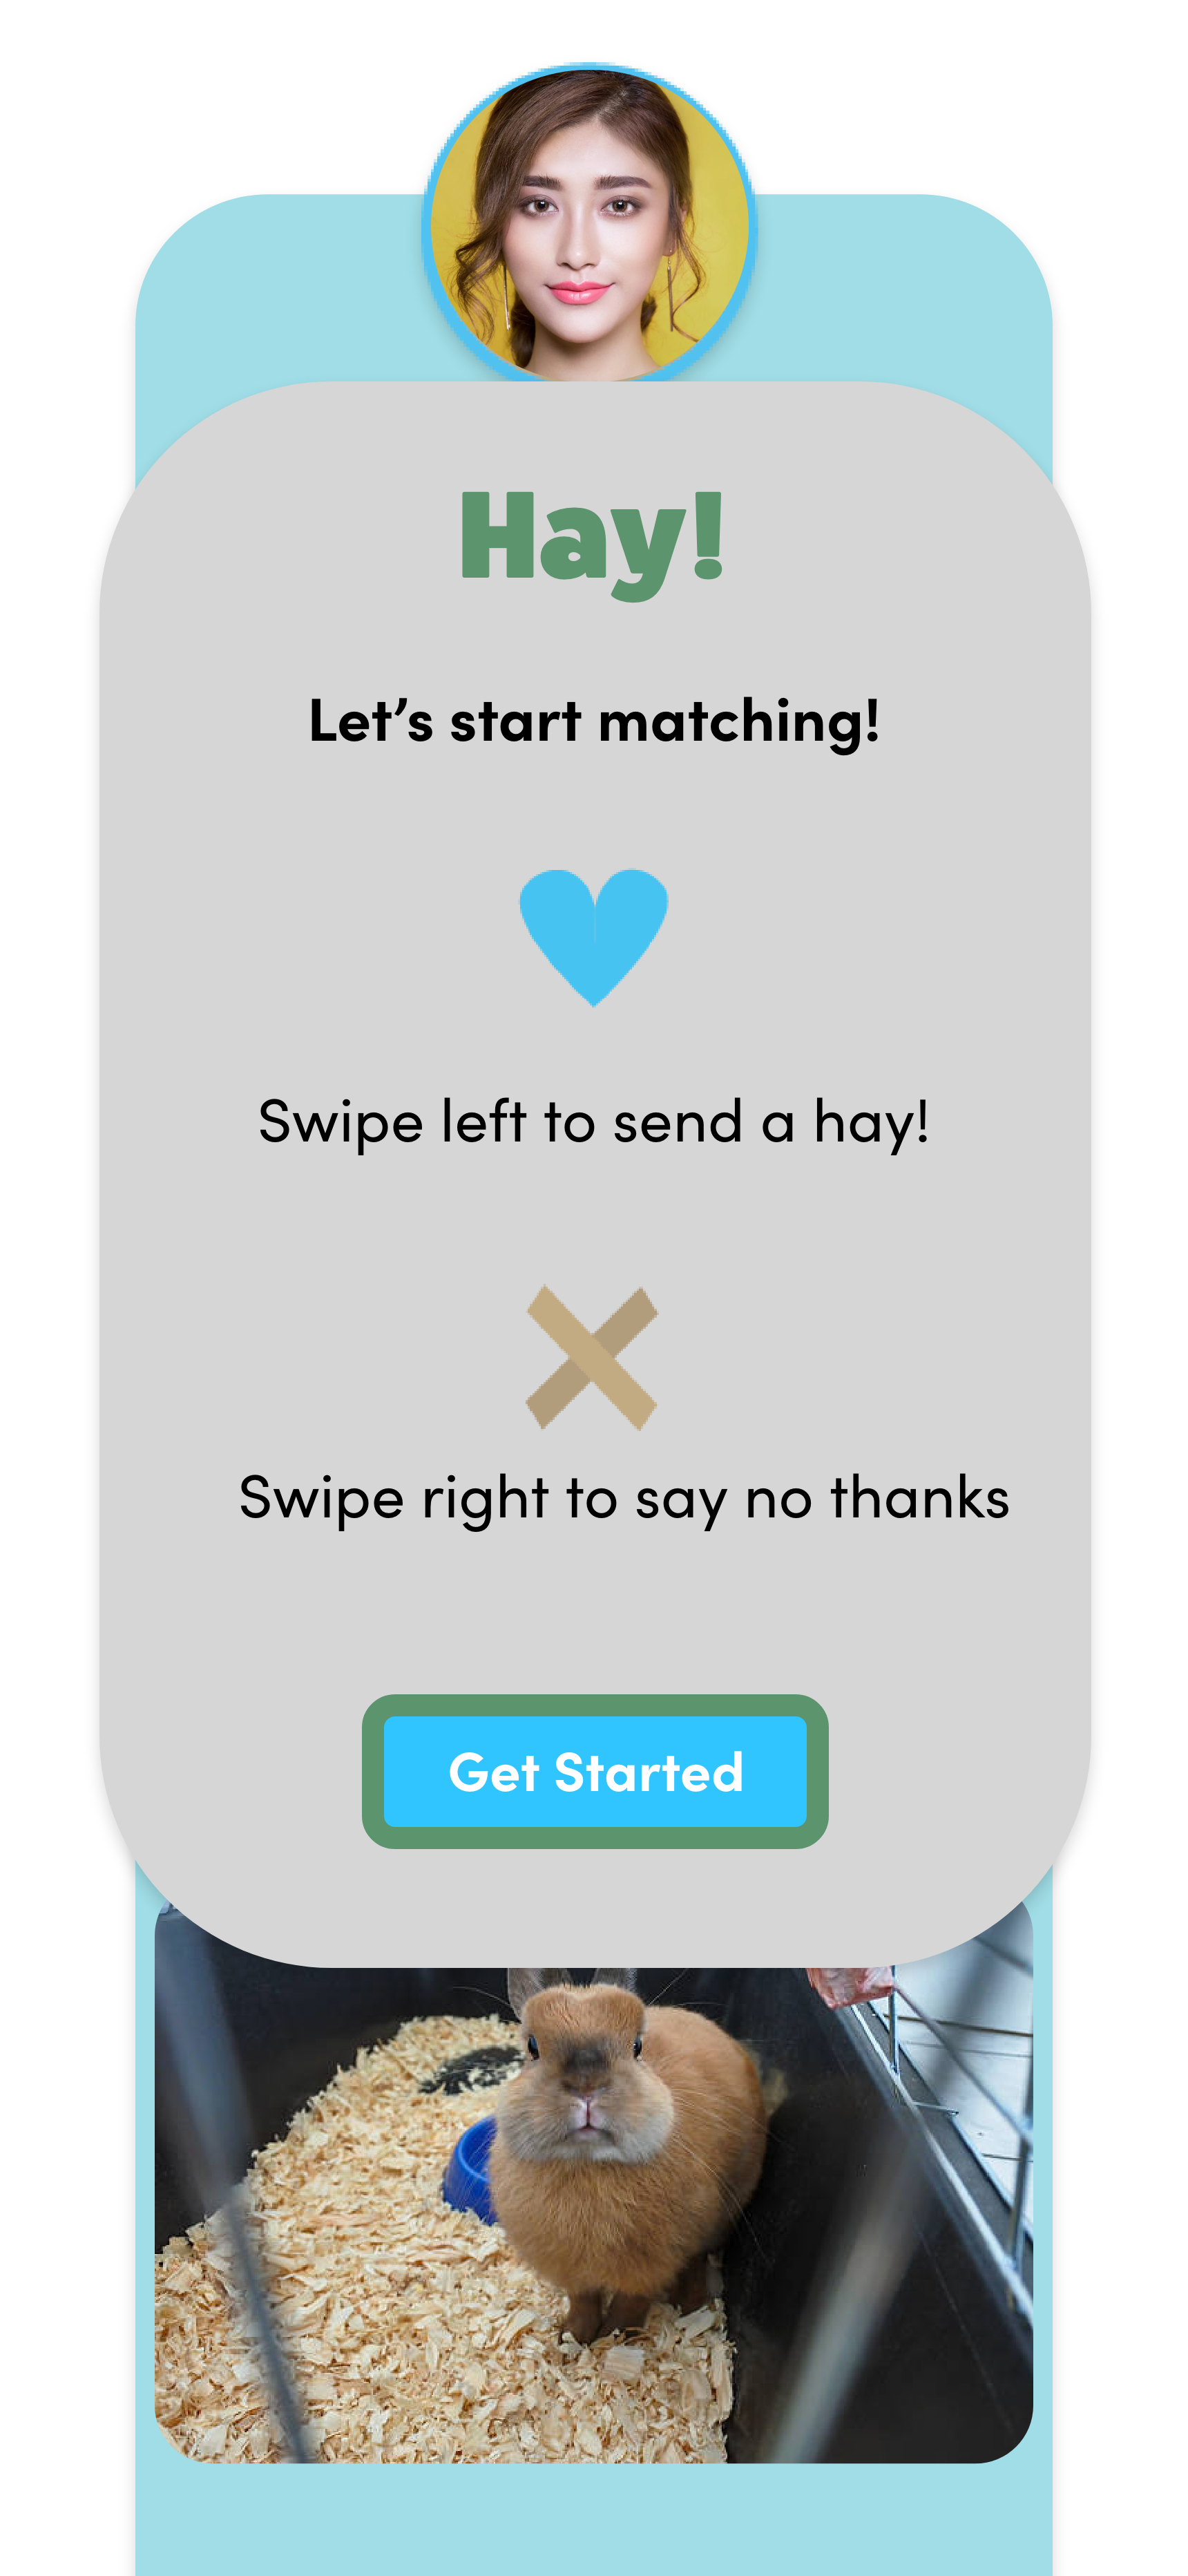 Hay!
Let’s start matching!
Swipe left to send a hay!
Swipe right to say no thanks
Get Started